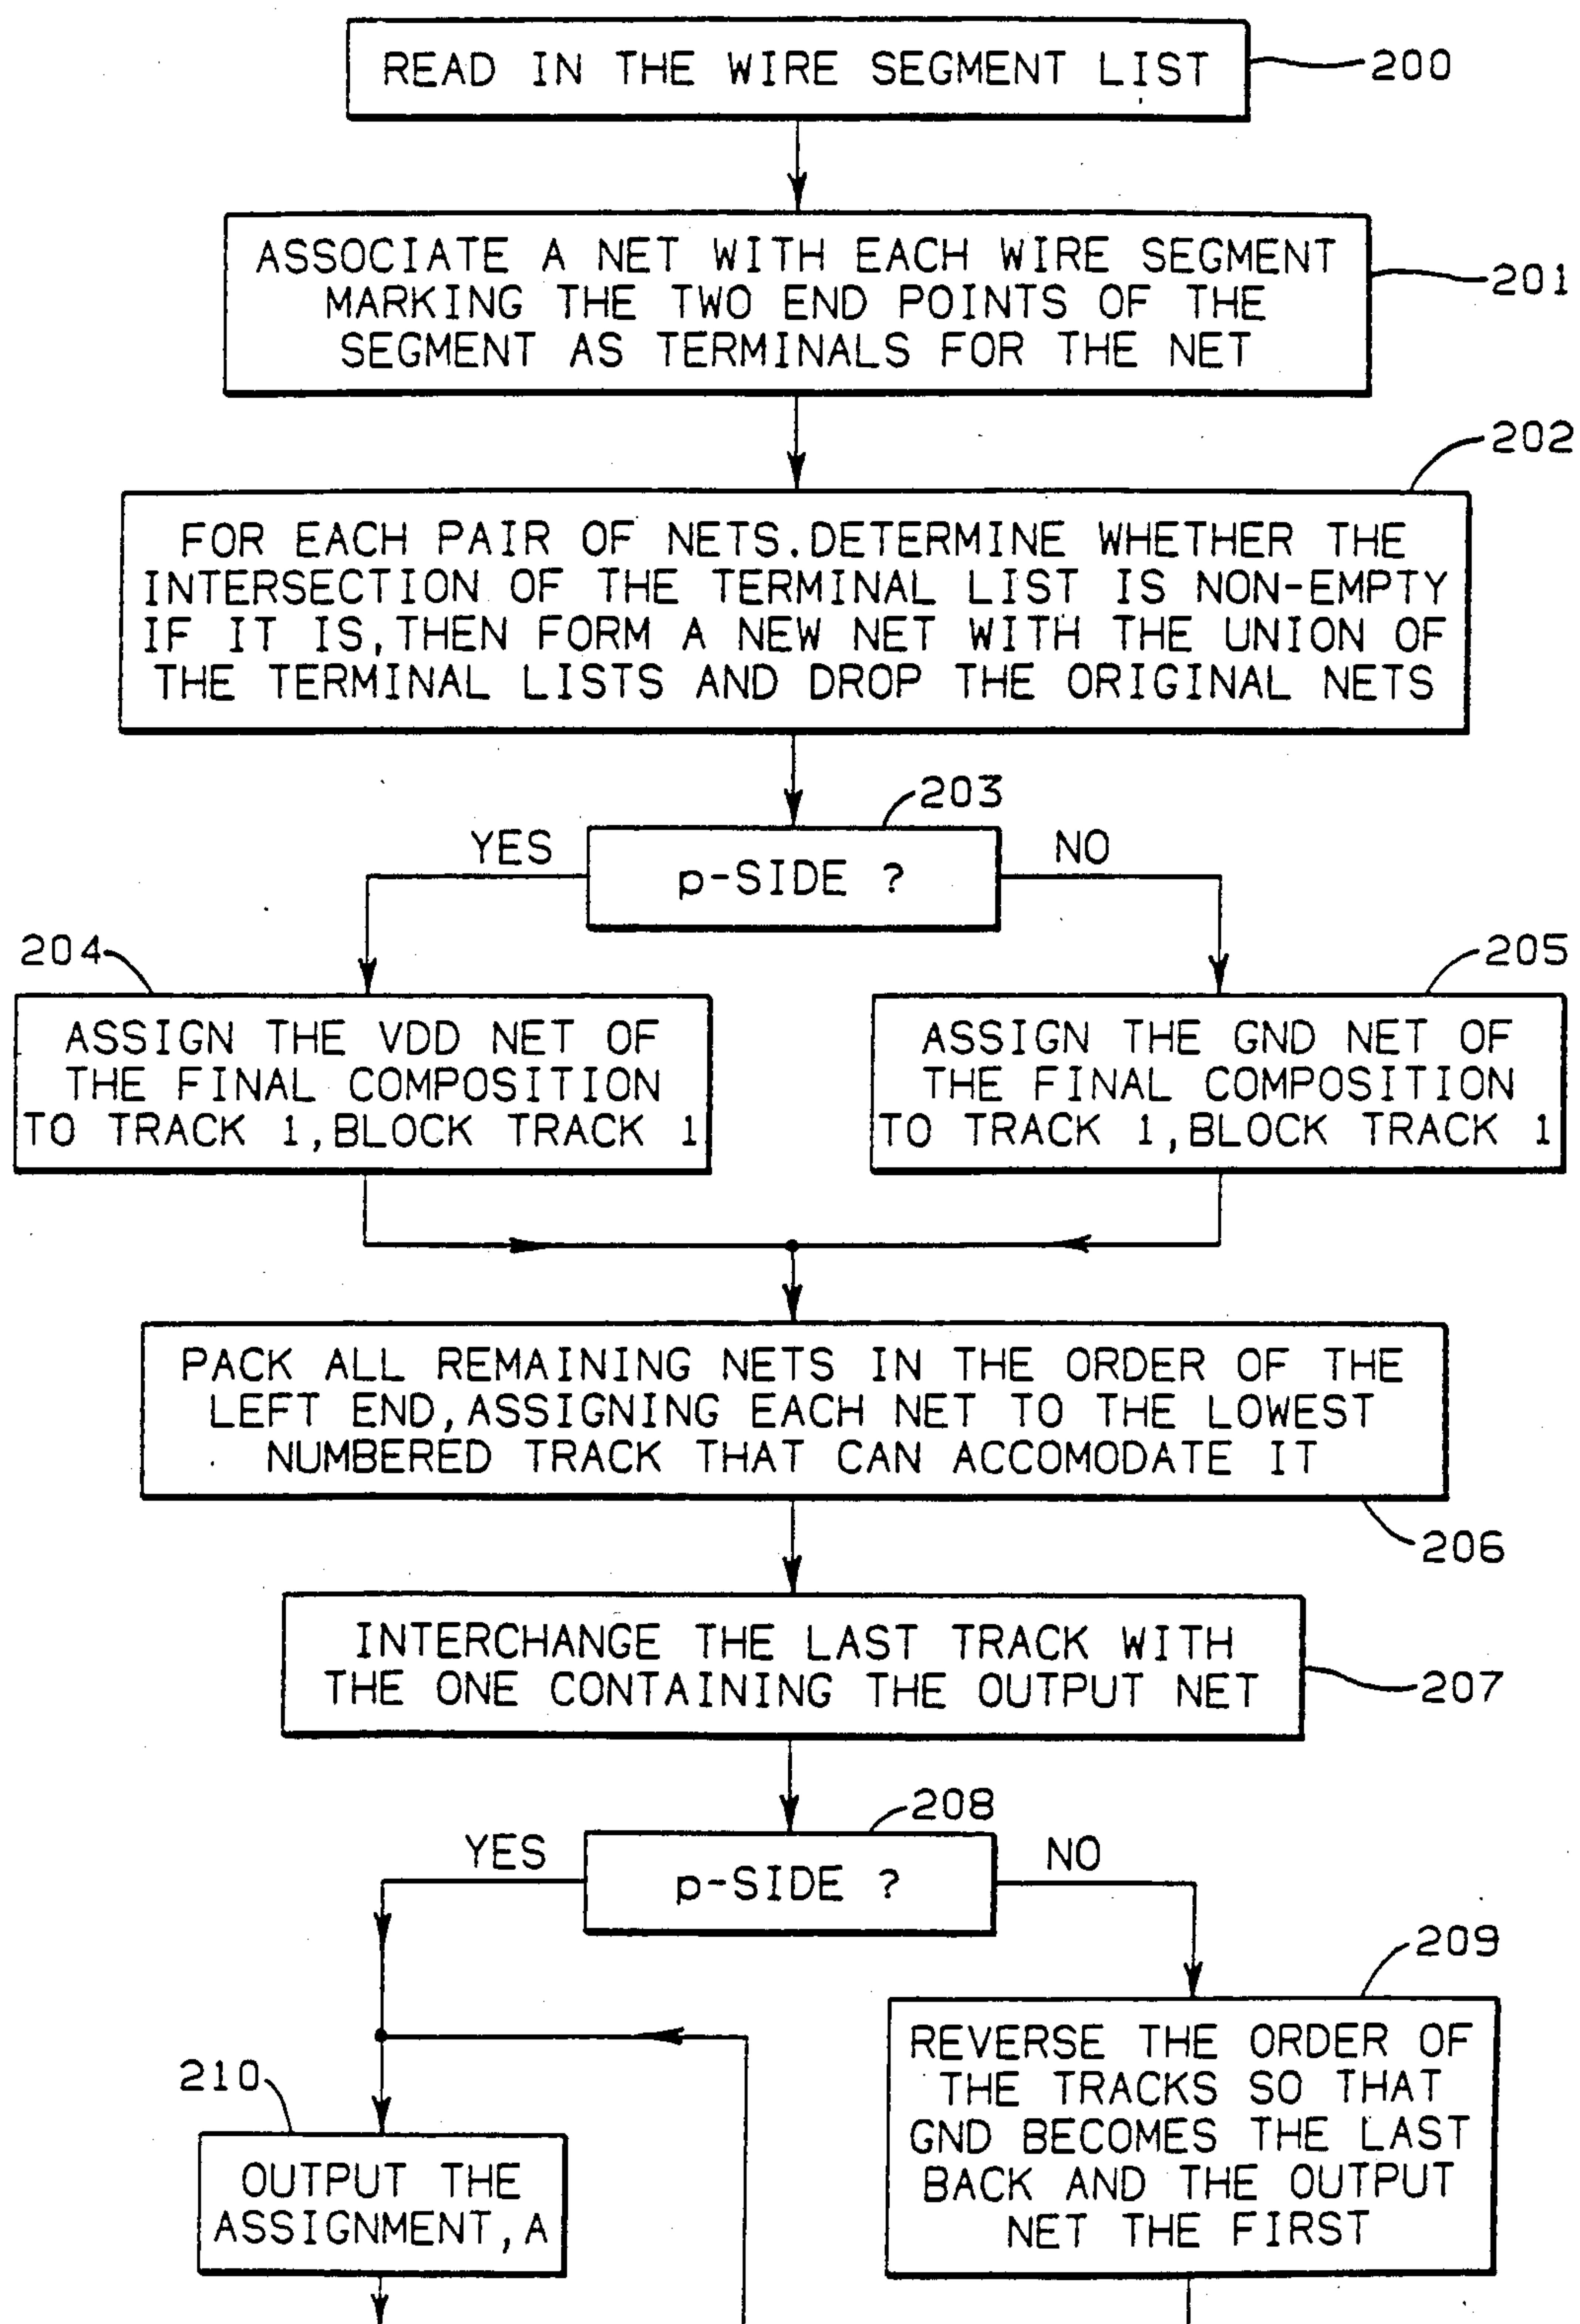 READ IN THE WIRE SEGMENT LIST
200
ASSOCIATE A NET WITH EACH WIRE SEGMENT
MARKING THE TWO END POINTS OF THE
SEGMENT AS TERMINALS FOR THE NET
201
202
FOR EACH PAIR OF NETS.DETERMINE WHETHER THE
INTERSECTION OF THE TERMINAL LIST IS NON-EMPTY
IF IT IS,THEN FORM A NEW NET WITH THE UNION OF
THE TERMINAL LISTS AND DROP THE ORIGINAL NETS
203
YES
p-SIDE ?
NO
204
ASSIGN THE VDD NET OF
THE FINAL COMPOSITION
TO TRACK 1,BLOCK TRACK 1
205
ASSIGN THE GND NET OF
THE FINAL COMPOSITION
TO TRACK 1,BLOCK TRACK 1
PACK ALL REMAINING NETS IN THE ORDER OF THE
LEFT END,ASSIGNING EACH NET TO THE LOWEST
NUMBERED TRACK THAT CAN ACCOMODATE IT
206
INTERCHANGE THE LAST TRACK WITH
THE ONE CONTAINING THE OUTPUT NET
207
208
YES
p-SIDE ?
NO
209
REVERSE THE ORDER OF
THE TRACKS SO THAT
GND BECOMES THE LAST
BACK AND THE OUTPUT
NET THE FIRST
210
OUTPUT THE
ASSIGNMENT,A